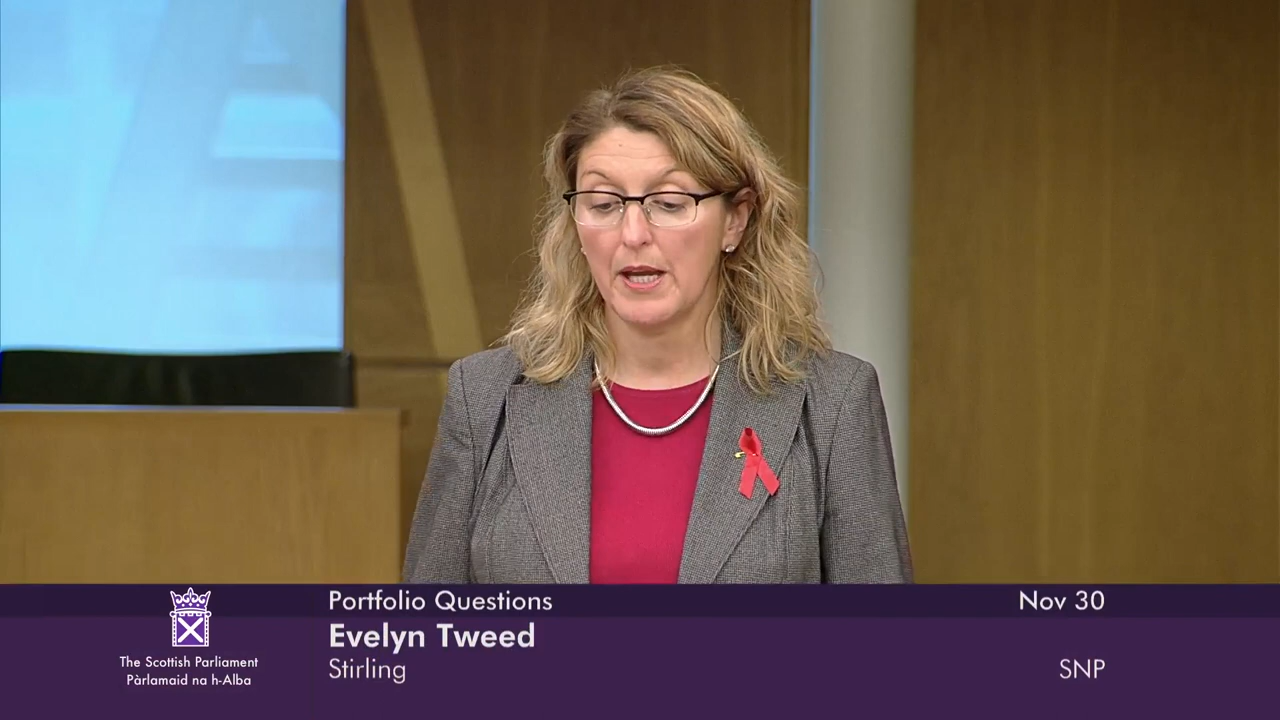 Portfolio Questions
Nov 30
Evelyn Tweed
Stirling
SNP
The Scottish Parliament
Pàrlamaid na h-Alba